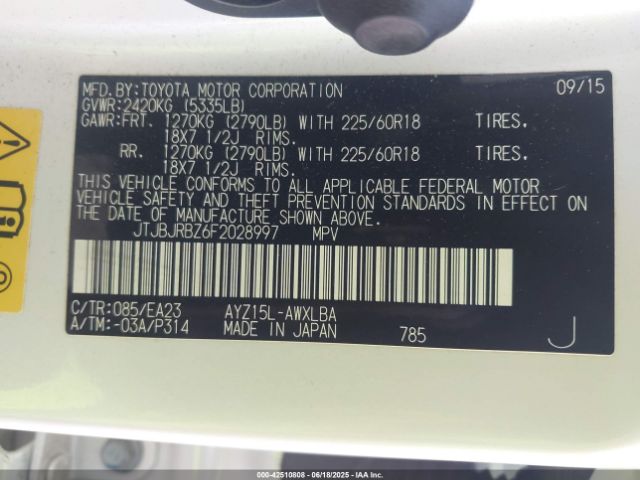 MFD. BY: TOYOTA MOTOR CORPORATION 09/15
GVWR: 2420KG (5335LB)
GAWR: FRT. 1270KG (2790LB) WITH 225/60R18 TIRES.
18X7 1/2J RIMS.
RR. 1270KG (2790LB) WITH 225/60R18 TIRES.
18X7 1/2J RIMS.
THIS VEHICLE CONFORMS TO ALL APPLICABLE FEDERAL MOTOR
VEHICLE SAFETY AND THEFT PREVENTION STANDARDS IN EFFECT ON
THE DATE OF MANUFACTURE SHOWN ABOVE.
JTJBJRBZ6F2028997 MPV
C/TR: 085/EA23 AYZ15L-AWXLBA
A/TM: -03A/P314 MADE IN JAPAN 785 J
000-42510808 - 06/18/2025 - IAAI.COM